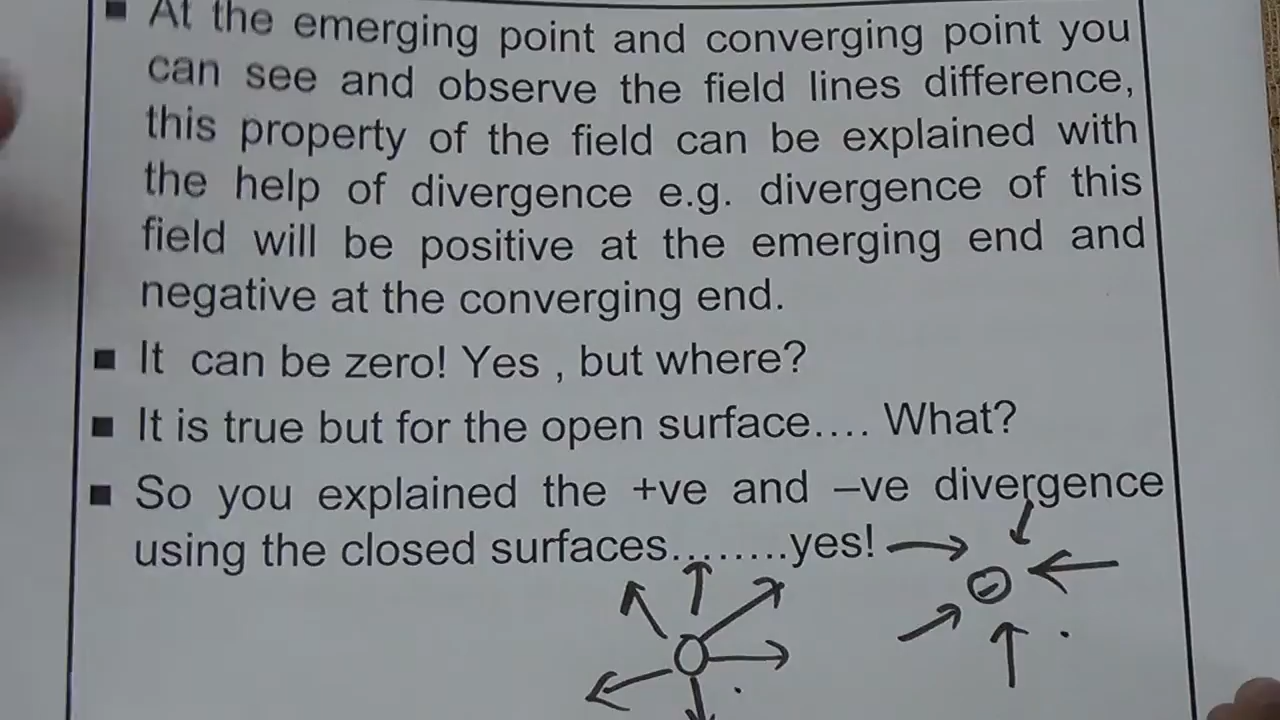 ▪ At the emerging point and converging point you
can see and observe the field lines difference,
this property of the field can be explained with
the help of divergence e.g. divergence of this
field will be positive at the emerging end and
negative at the converging end.
▪ It can be zero! Yes , but where?
▪ It is true but for the open surface.... What?
▪ So you explained the +ve and –ve divergence
using the closed surfaces........yes!